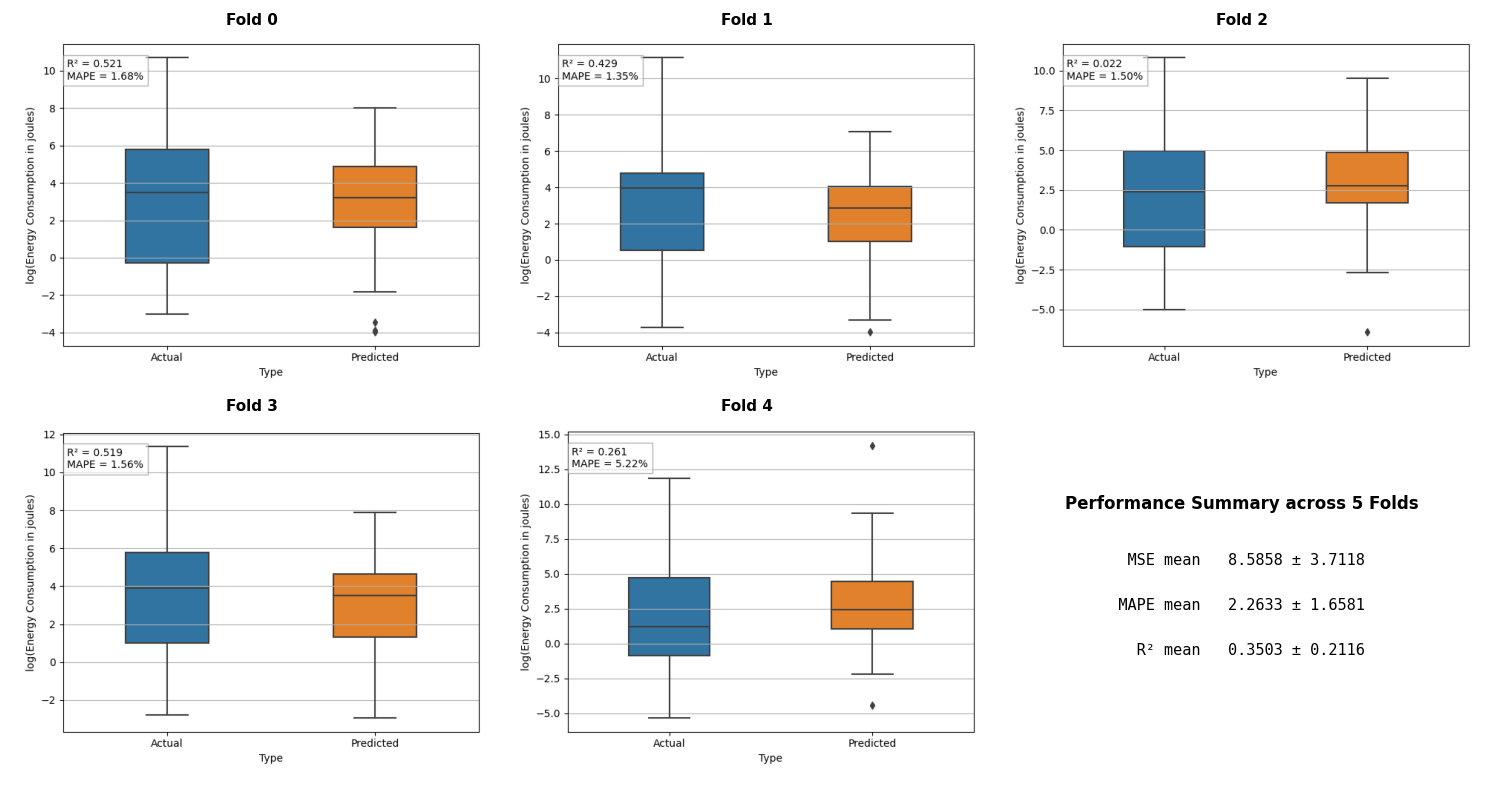 Fold 0
R² = 0.521
MAPE = 1.68%
log(Energy Consumption in joules)
10
8
6
4
2
0
−2
−4
Actual
Predicted
Type
Fold 1
R² = 0.429
MAPE = 1.35%
log(Energy Consumption in joules)
10
8
6
4
2
0
−2
−4
Actual
Predicted
Type
Fold 2
R² = 0.022
MAPE = 1.50%
log(Energy Consumption in joules)
10.0
7.5
5.0
2.5
0.0
−2.5
−5.0
Actual
Predicted
Type
Fold 3
R² = 0.519
MAPE = 1.56%
log(Energy Consumption in joules)
12
10
8
6
4
2
0
−2
Actual
Predicted
Type
Fold 4
R² = 0.261
MAPE = 5.22%
log(Energy Consumption in joules)
15.0
12.5
10.0
7.5
5.0
2.5
0.0
−2.5
−5.0
Actual
Predicted
Type
Performance Summary across 5 Folds
MSE mean 8.5858 ± 3.7118
MAPE mean 2.2633 ± 1.6581
R² mean 0.3503 ± 0.2116